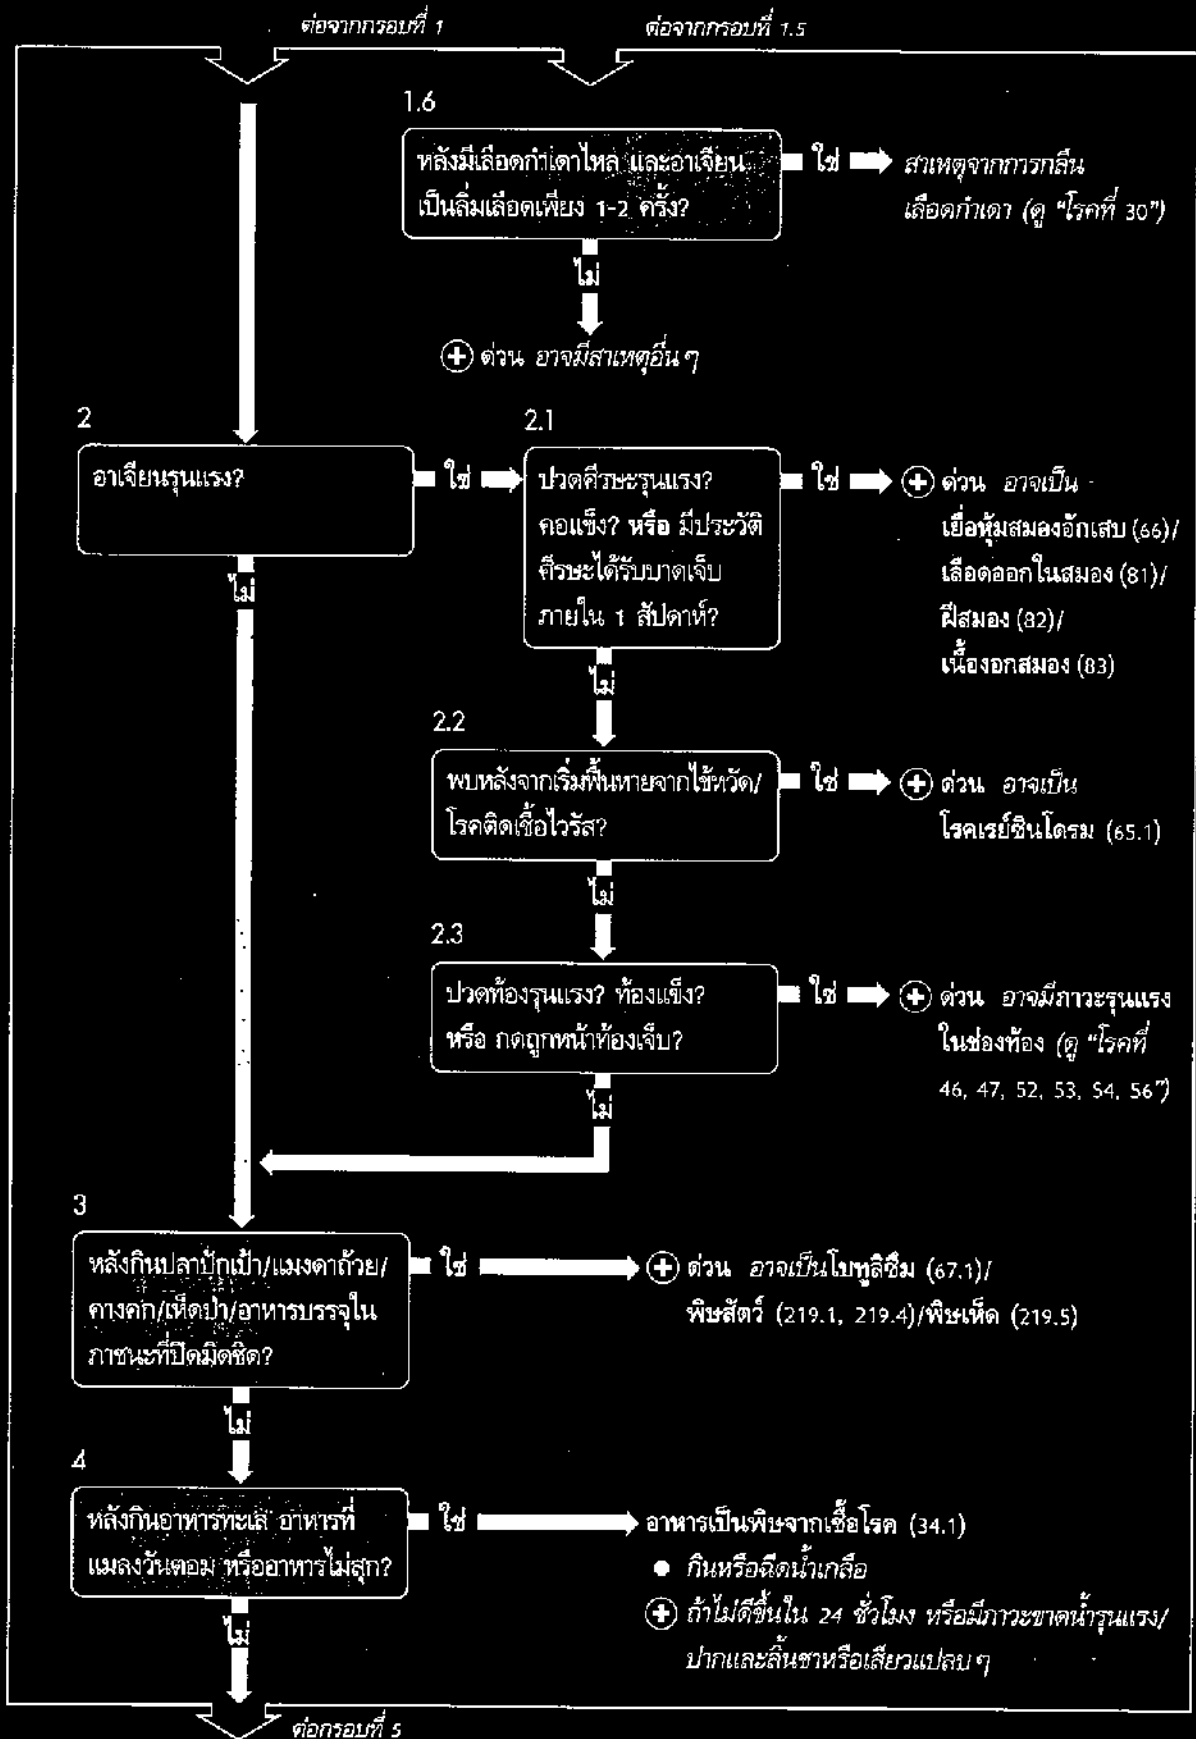 ต่อจากกรอบที่ 1
ต่อจากกรอบที่ 1.5
1.6
หลังมีเลือดกำเดาไหล และอาเจียน
เป็นลิ่มเลือดเพียง 1-2 ครั้ง?
ใช่
สาเหตุจากการกลืน
เลือดกำเดา (ดู “โรคที่ 30”)
ไม่
ด่วน อาจมีสาเหตุอื่น ๆ
2
อาเจียนรุนแรง?
ใช่
ไม่
2.1
ปวดศีรษะรุนแรง?
คอแข็ง? หรือ มีประวัติ
ศีรษะได้รับบาดเจ็บ
ภายใน 1 สัปดาห์?
ใช่
ด่วน อาจเป็น
เยื่อหุ้มสมองอักเสบ (66)/
เลือดออกในสมอง (81)/
ฝีสมอง (82)/
เนื้องอกสมอง (83)
ไม่
2.2
พบหลังจากเริ่มฟื้นหายจากไข้หวัด/
โรคติดเชื้อไวรัส?
ใช่
ด่วน อาจเป็น
โรคเรย์ซินโดรม (65.1)
ไม่
2.3
ปวดท้องรุนแรง? ท้องแข็ง?
หรือ กดถูกหน้าท้องเจ็บ?
ใช่
ด่วน อาจมีภาวะรุนแรง
ในช่องท้อง (ดู “โรคที่
46, 47, 52, 53, 54, 56”)
ไม่
3
หลังกินปลาปักเป้า/แมงดาถ้วย/
คางคก/เห็ดป่า/อาหารบรรจุใน
ภาชนะที่ปิดมิดชิด?
ใช่
ด่วน อาจเป็นโบทูลิซึม (67.1)/
พิษสัตว์ (219.1, 219.4)/พิษเห็ด (219.5)
ไม่
4
หลังกินอาหารทะเล อาหารที่
แมลงวันตอม หรืออาหารไม่สุก?
ใช่
อาหารเป็นพิษจากเชื้อโรค (34.1)
● กินหรือฉีดน้ำเกลือ
ถ้าไม่ดีขึ้นใน 24 ชั่วโมง หรือมีภาวะขาดน้ำรุนแรง/
ปากและลิ้นชาหรือเสียวแปลบ ๆ
ไม่
ต่อกรอบที่ 5